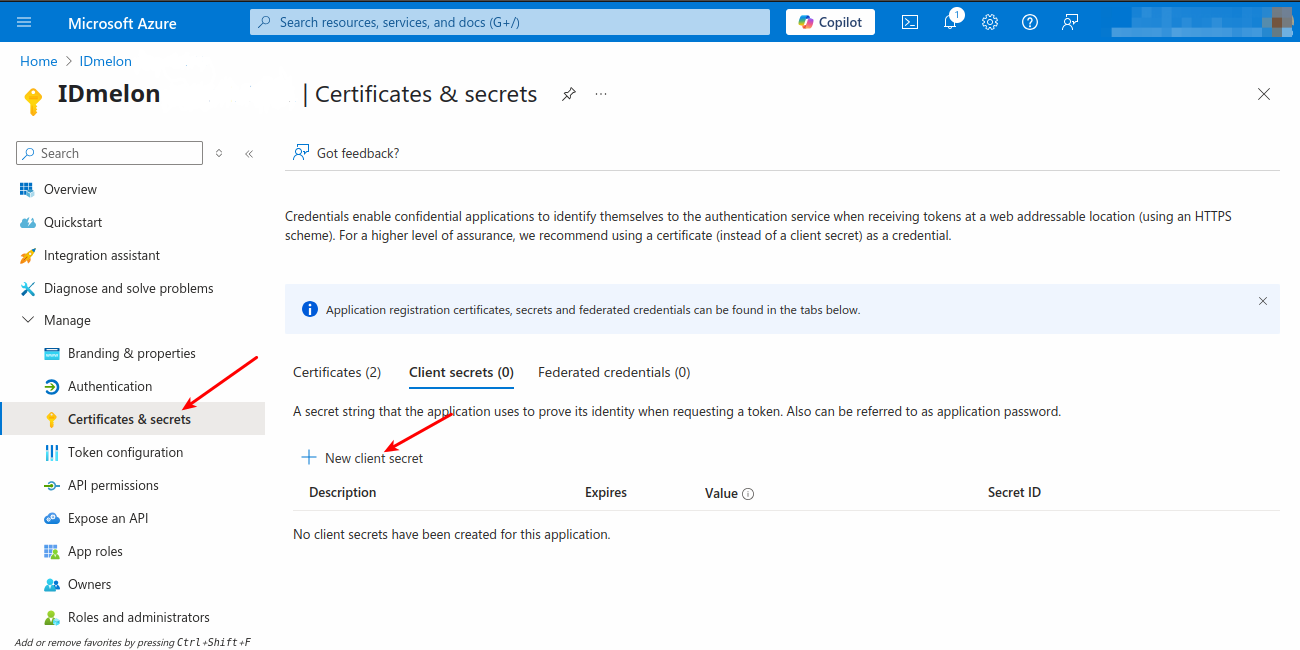 Microsoft Azure
Search resources, services, and docs (G+/)
Copilot
1
Home > IDmelon
IDmelon | Certificates & secrets
Search
Got feedback?
Overview
Quickstart
Integration assistant
Diagnose and solve problems
Manage
Branding & properties
Authentication
Certificates & secrets
Token configuration
API permissions
Expose an API
App roles
Owners
Roles and administrators
Add or remove favorites by pressing Ctrl+Shift+F
Credentials enable confidential applications to identify themselves to the authentication service when receiving tokens at a web addressable location (using an HTTPS
scheme). For a higher level of assurance, we recommend using a certificate (instead of a client secret) as a credential.
Application registration certificates, secrets and federated credentials can be found in the tabs below.
Certificates (2) Client secrets (0) Federated credentials (0)
A secret string that the application uses to prove its identity when requesting a token. Also can be referred to as application password.
New client secret
Description Expires Value Secret ID
No client secrets have been created for this application.